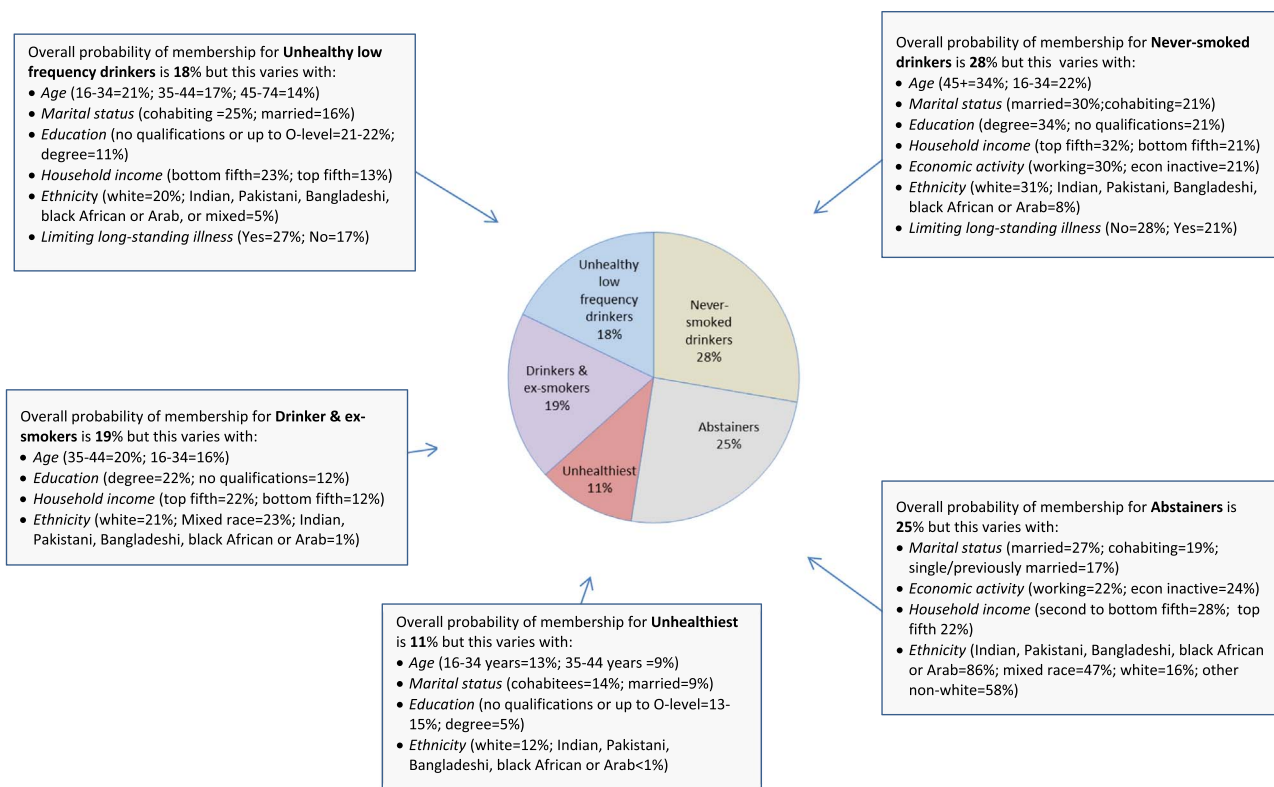 Overall probability of membership for Unhealthy low
frequency drinkers is 18% but this varies with:
• Age (16-34=21%; 35-44=17%; 45-74=14%)
• Marital status (cohabiting =25%; married=16%)
• Education (no qualifications or up to O-level=21-22%;
degree=11%)
• Household income (bottom fifth=23%; top fifth=13%)
• Ethnicity (white=20%; Indian, Pakistani, Bangladeshi,
black African or Arab, or mixed=5%)
• Limiting long-standing illness (Yes=27%; No=17%)
Overall probability of membership for Never-smoked
drinkers is 28% but this  varies with:
• Age (45+=34%; 16-34=22%)
• Marital status (married=30%;cohabiting=21%)
• Education (degree=34%; no qualifications=21%)
• Household income (top fifth=32%; bottom fifth=21%)
• Economic activity (working=30%; econ inactive=21%)
• Ethnicity (white=31%; Indian, Pakistani, Bangladeshi,
black African or Arab=8%)
• Limiting long-standing illness (No=28%; Yes=21%)
Unhealthy
low
frequency
drinkers
18%
Never-
smoked
drinkers
28%
Drinkers &
ex-smokers
19%
Abstainers
25%
Unhealthiest
11%
Overall probability of membership for Drinker & ex-
smokers is 19% but this varies with:
• Age (35-44=20%; 16-34=16%)
• Education (degree=22%; no qualifications=12%)
• Household income (top fifth=22%; bottom fifth=12%)
• Ethnicity (white=21%; Mixed race=23%; Indian,
Pakistani, Bangladeshi, black African or Arab=1%)
Overall probability of membership for Abstainers is
25% but this varies with:
• Marital status (married=27%; cohabiting=19%;
single/previously married=17%)
• Economic activity (working=22%; econ inactive=24%)
• Household income (second to bottom fifth=28%;  top
fifth 22%)
• Ethnicity (Indian, Pakistani, Bangladeshi, black African
or Arab=86%; mixed race=47%; white=16%; other
non-white=58%)
Overall probability of membership for Unhealthiest
is 11% but this varies with:
• Age (16-34 years=13%; 35-44 years =9%)
• Marital status (cohabitees=14%; married=9%)
• Education (no qualifications or up to O-level=13-
15%; degree=5%)
• Ethnicity (white=12%; Indian, Pakistani,
Bangladeshi, black African or Arab<1%)